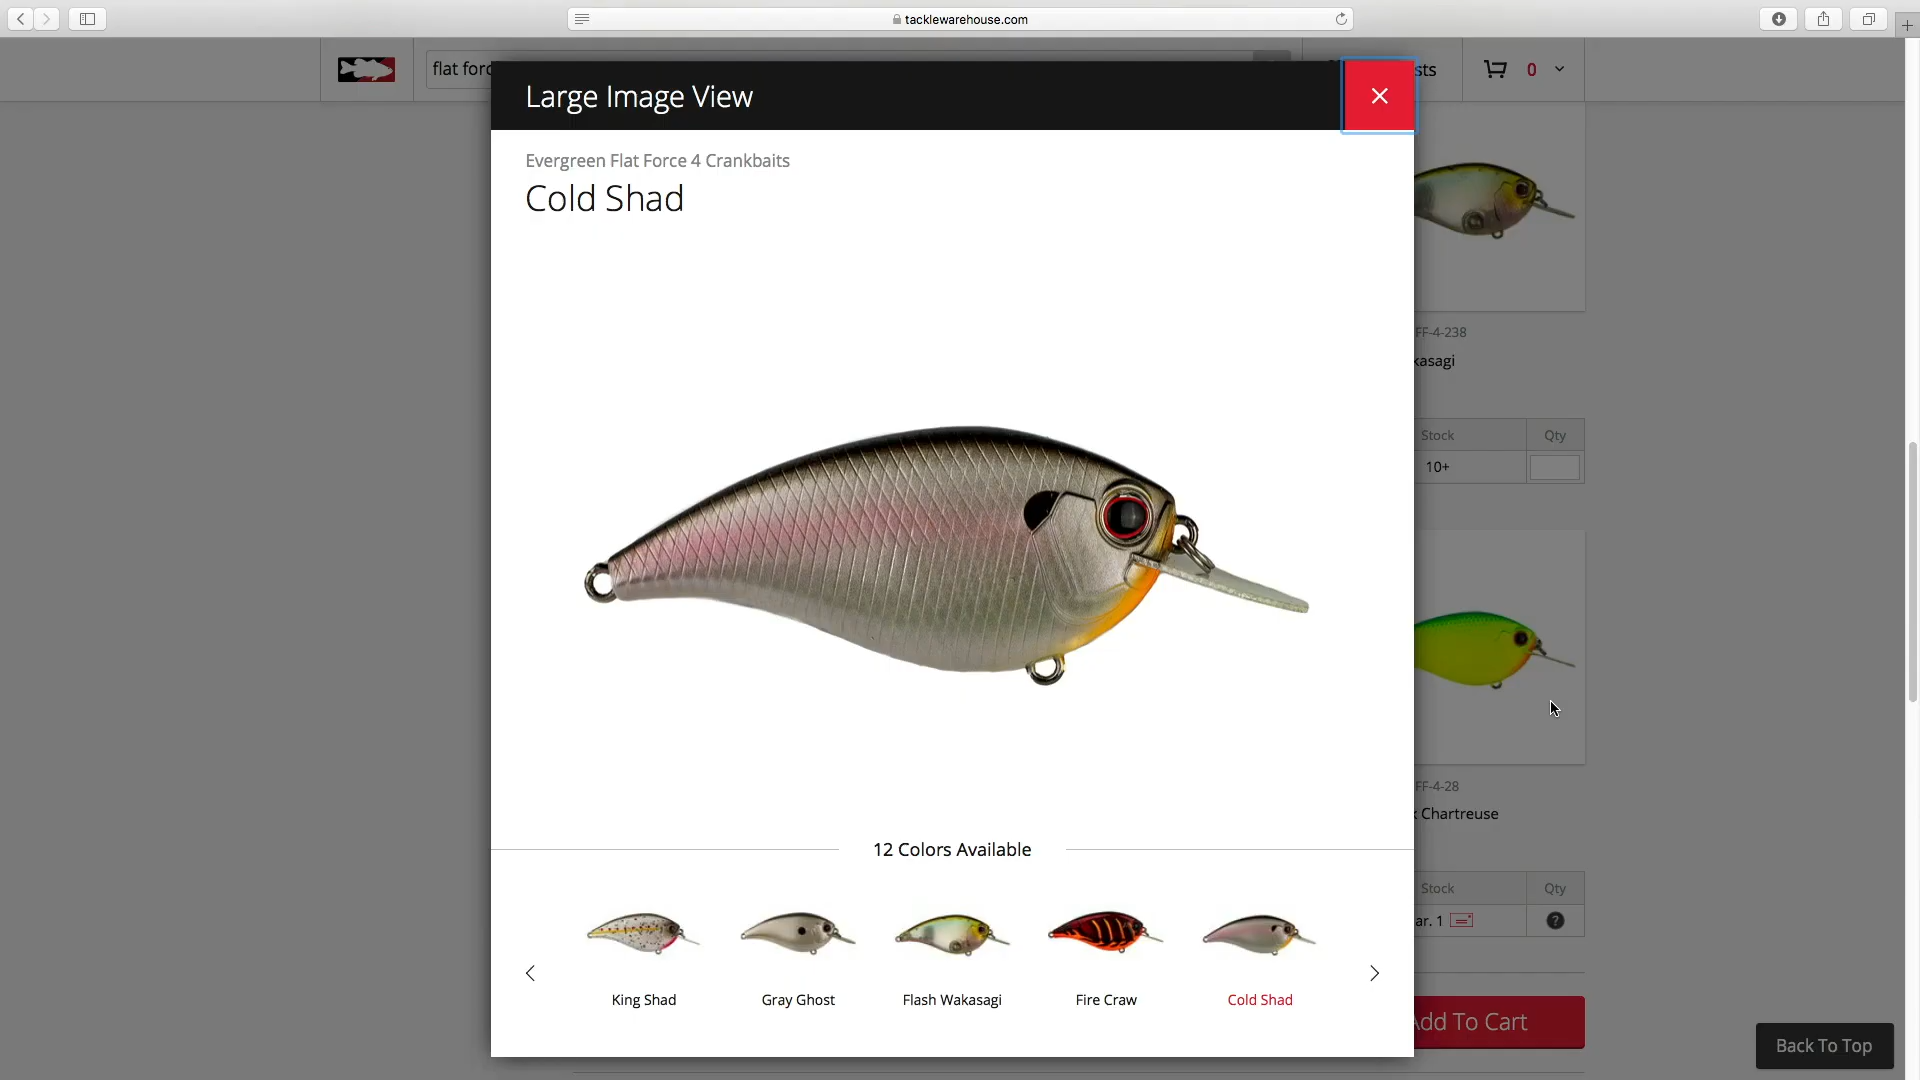 tacklewarehouse.com
flat forc
sts
0
Large Image View
Evergreen Flat Force 4 Crankbaits
Cold Shad
FF-4-238
kasagi
Stock Qty
10+
FF-4-28
k Chartreuse
Stock Qty
ar. 1
?
12 Colors Available
King Shad Gray Ghost Flash Wakasagi Fire Craw Cold Shad
Add To Cart
Back To Top